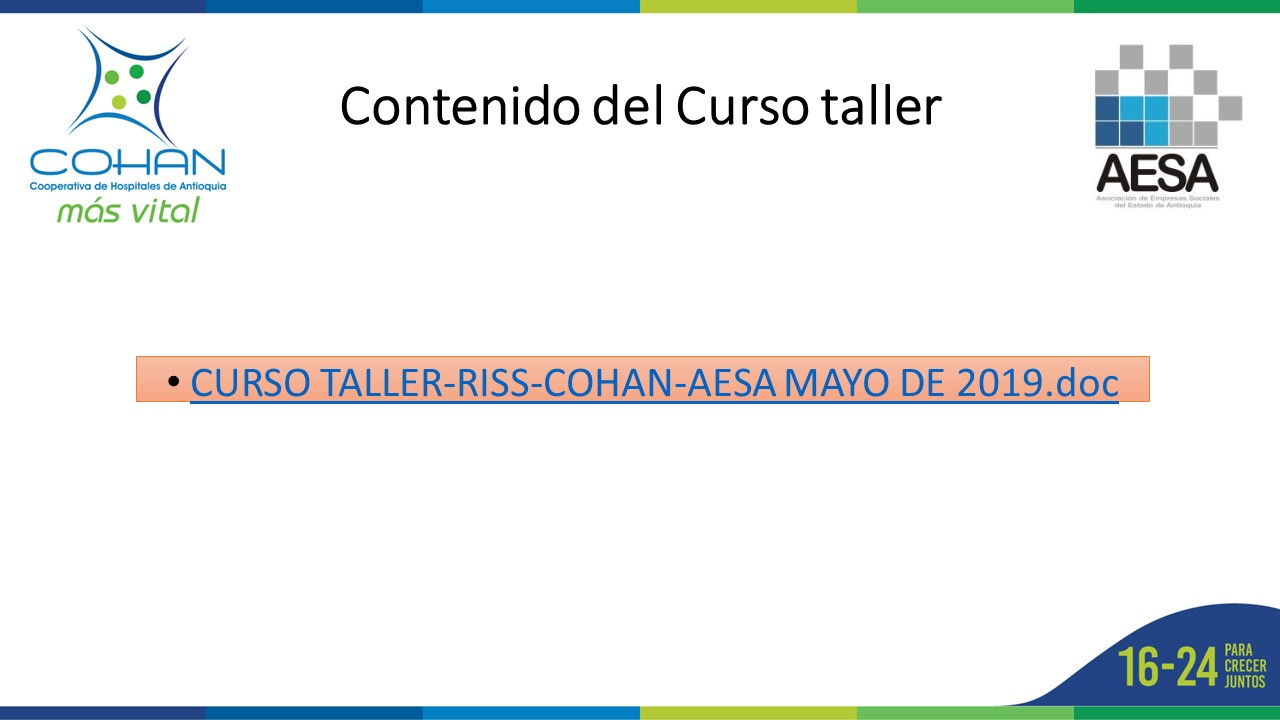 COHAN
Cooperativa de Hospitales de Antioquia
más vital
Contenido del Curso taller
AESA
Asociación de Empresas Sociales
del Estado de Antioquia
• CURSO TALLER-RISS-COHAN-AESA MAYO DE 2019.doc
16-24
PARA
CRECER
JUNTOS